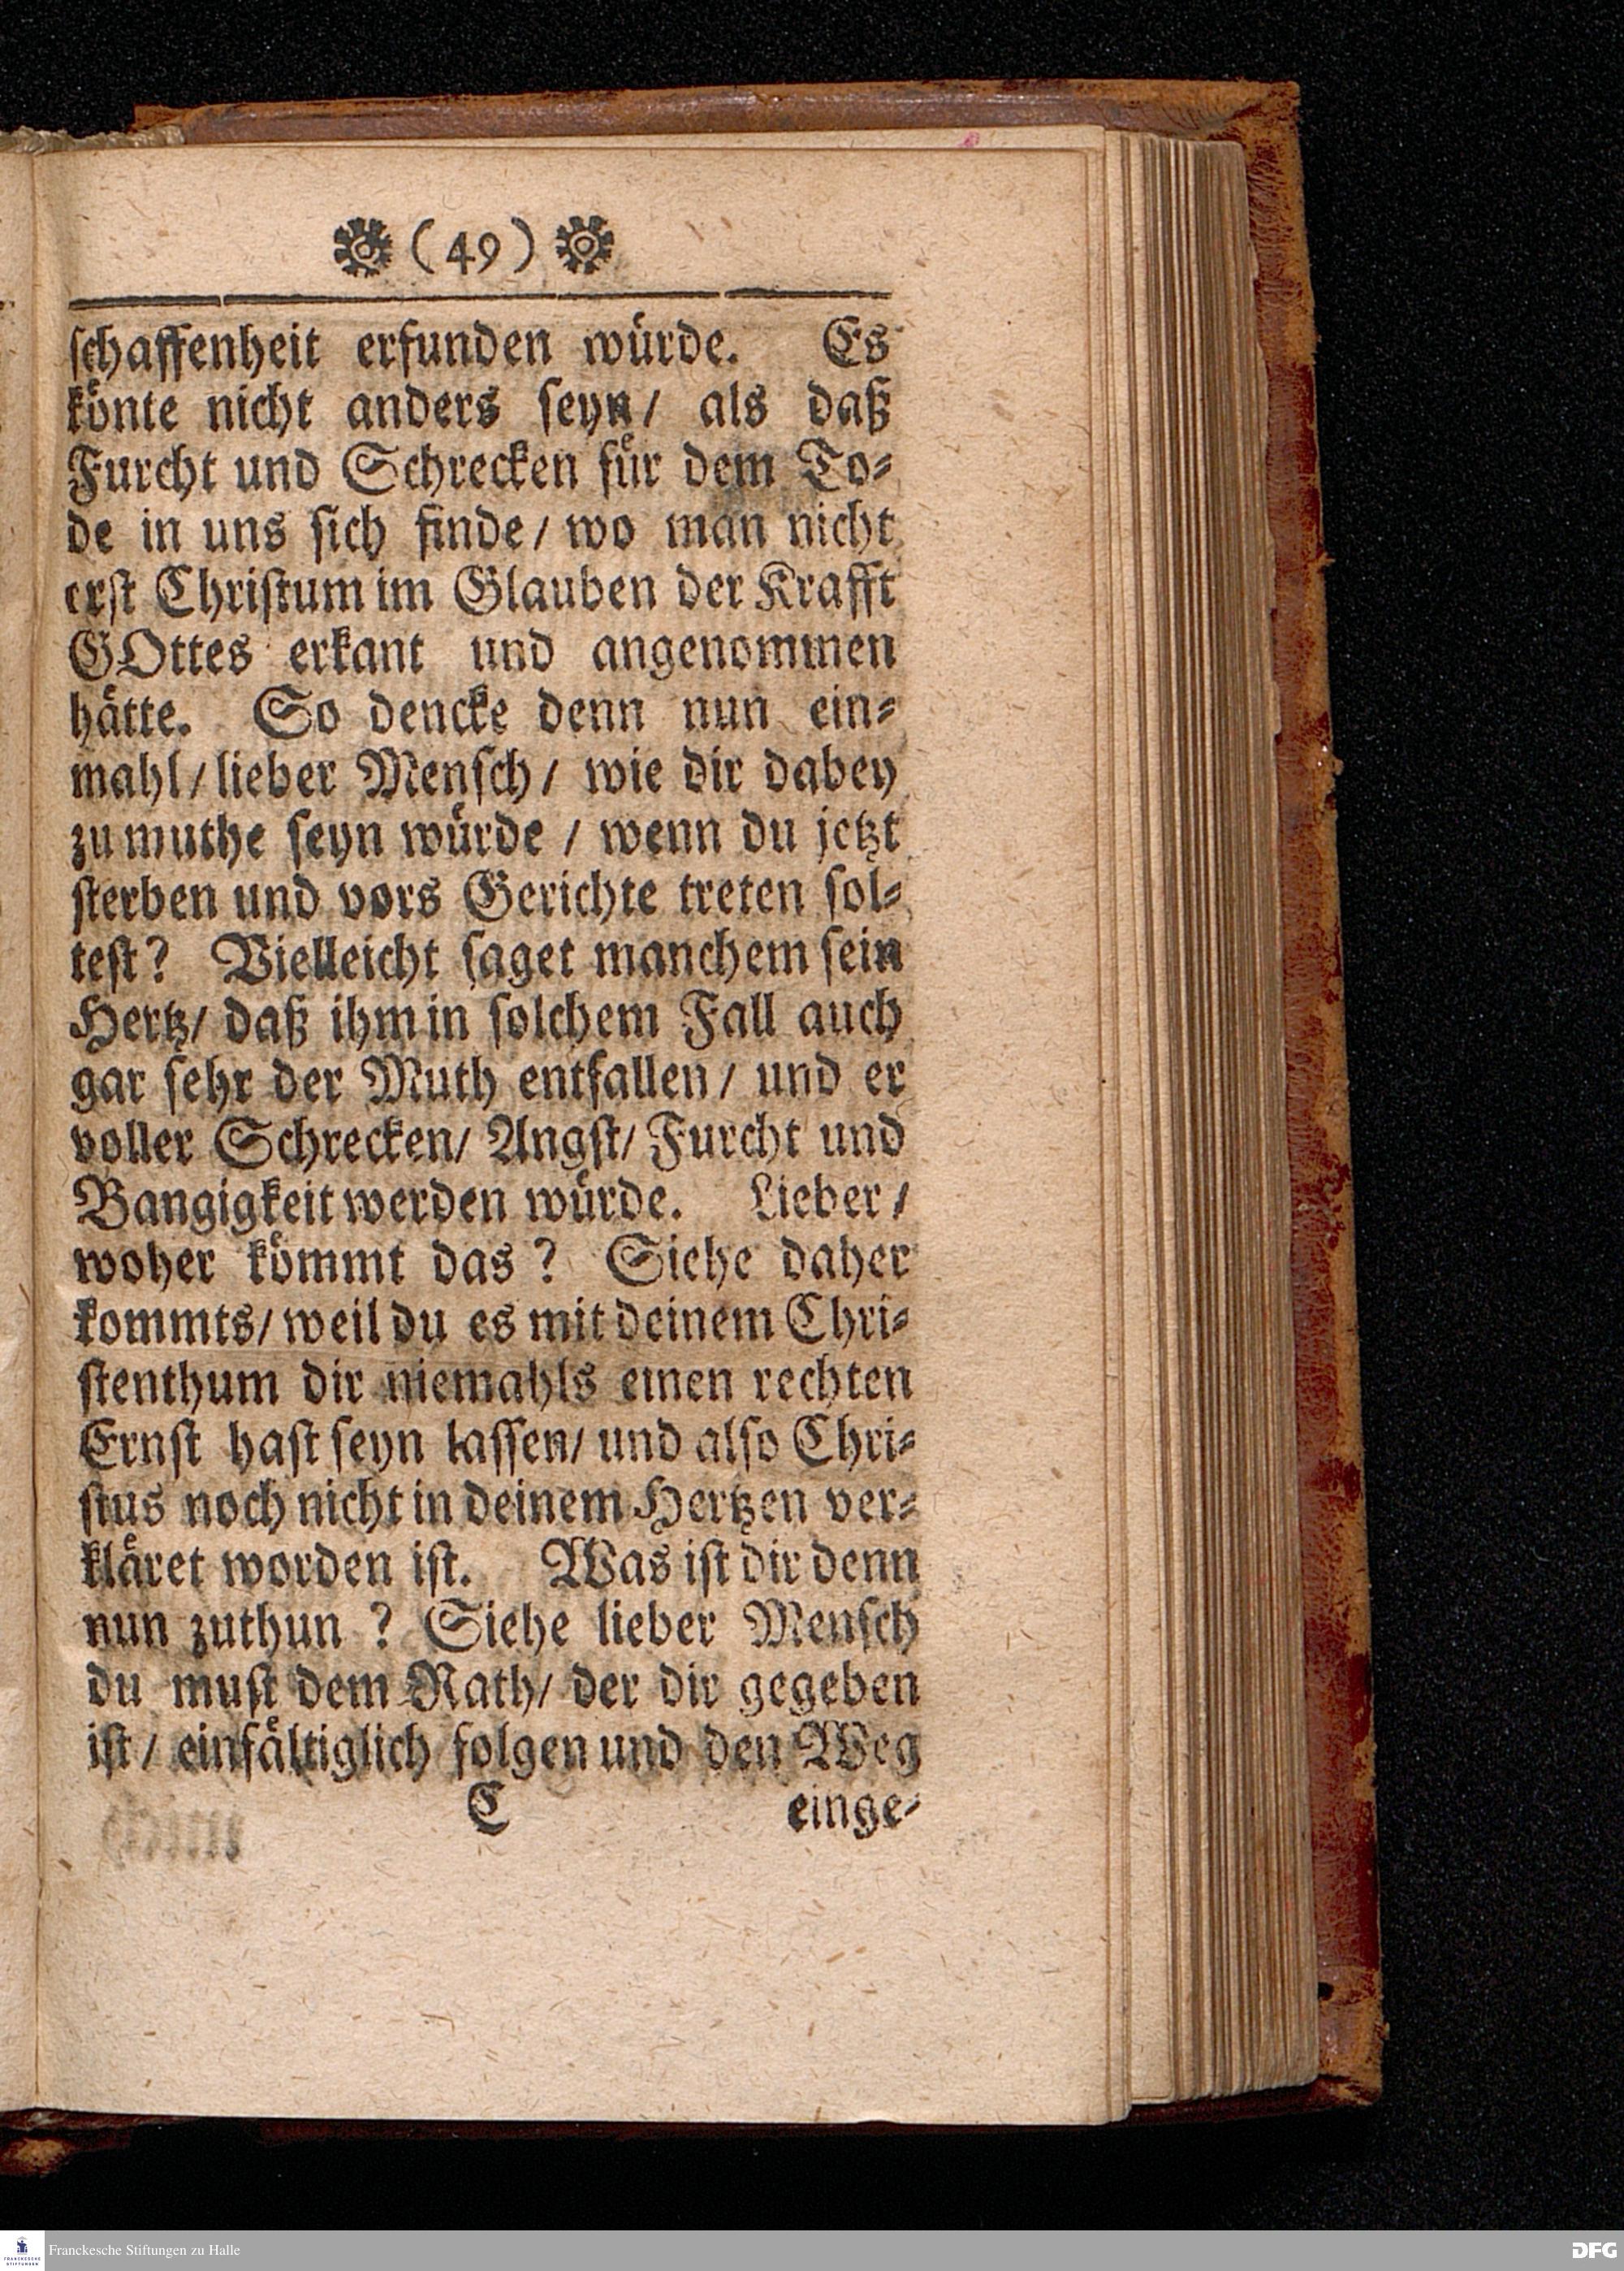 (49)
schaffenheit erfunden würde. Es
könte nicht anders seyn/ als daß
Furcht und Schrecken für dem To-
de in uns sich finde/ wo man nicht
erst Christum im Glauben der Krafft
GOttes erkant und angenommen
hätte. So dencke denn nun ein-
mahl/ lieber Mensch/ wie dir dabey
zu muthe seyn würde / wenn du jetzt
sterben und vors Gerichte treten sol-
test? Vielleicht saget manchem sein
Hertz/ daß ihm in solchem Fall auch
gar sehr der Muth entfallen/ und er
voller Schrecken/ Angst/ Furcht und
Bangigkeit werden würde. Lieber/
woher kömmt das? Siehe daher
kommts/ weil du es mit deinem Chri-
stenthum dir niemahls einen rechten
Ernst hast seyn lassen/ und also Chri-
stus noch nicht in deinem Hertzen ver-
kläret worden ist. Was ist dir denn
nun zuthun ? Siehe lieber Mensch
du must dem Rath/ der dir gegeben
ist/ einfältiglich folgen und den Weg
C einge-
FRANCKESCHE STIFTUNGEN
Franckesche Stiftungen zu Halle
DFG